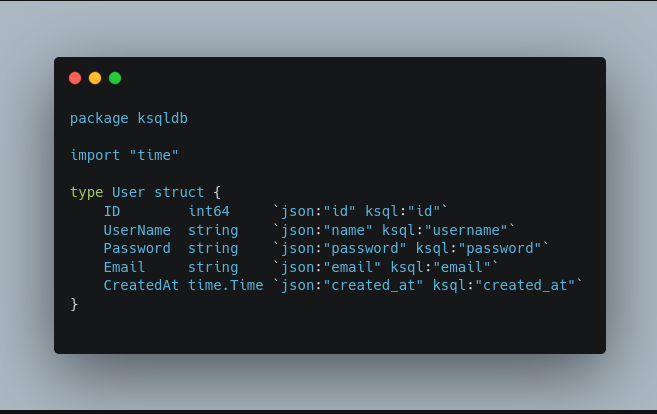 package ksqldb
import "time"
type User struct {
    ID        int64     `json:"id" ksql:"id"`
    UserName  string    `json:"name" ksql:"username"`
    Password  string    `json:"password" ksql:"password"`
    Email     string    `json:"email" ksql:"email"`
    CreatedAt time.Time `json:"created_at" ksql:"created_at"`
}